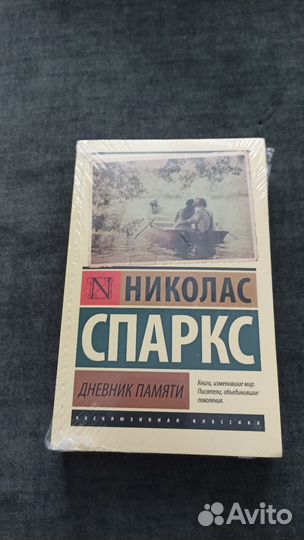 N НИКОЛАС
СПАРКС
ДНЕВНИК ПАМЯТИ
Книги, изменившие мир.
Писатели, объединившие
поколения.
ЭКСКЛЮЗИВНАЯ КЛАССИКА
Avito